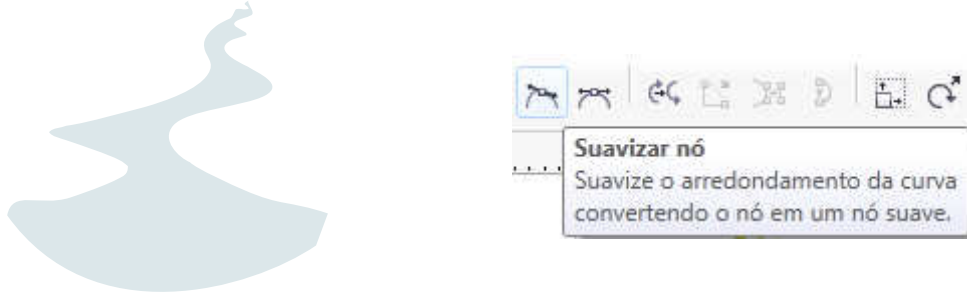 Suavizar nó
Suavize o arredondamento da curva
convertendo o nó em um nó suave.